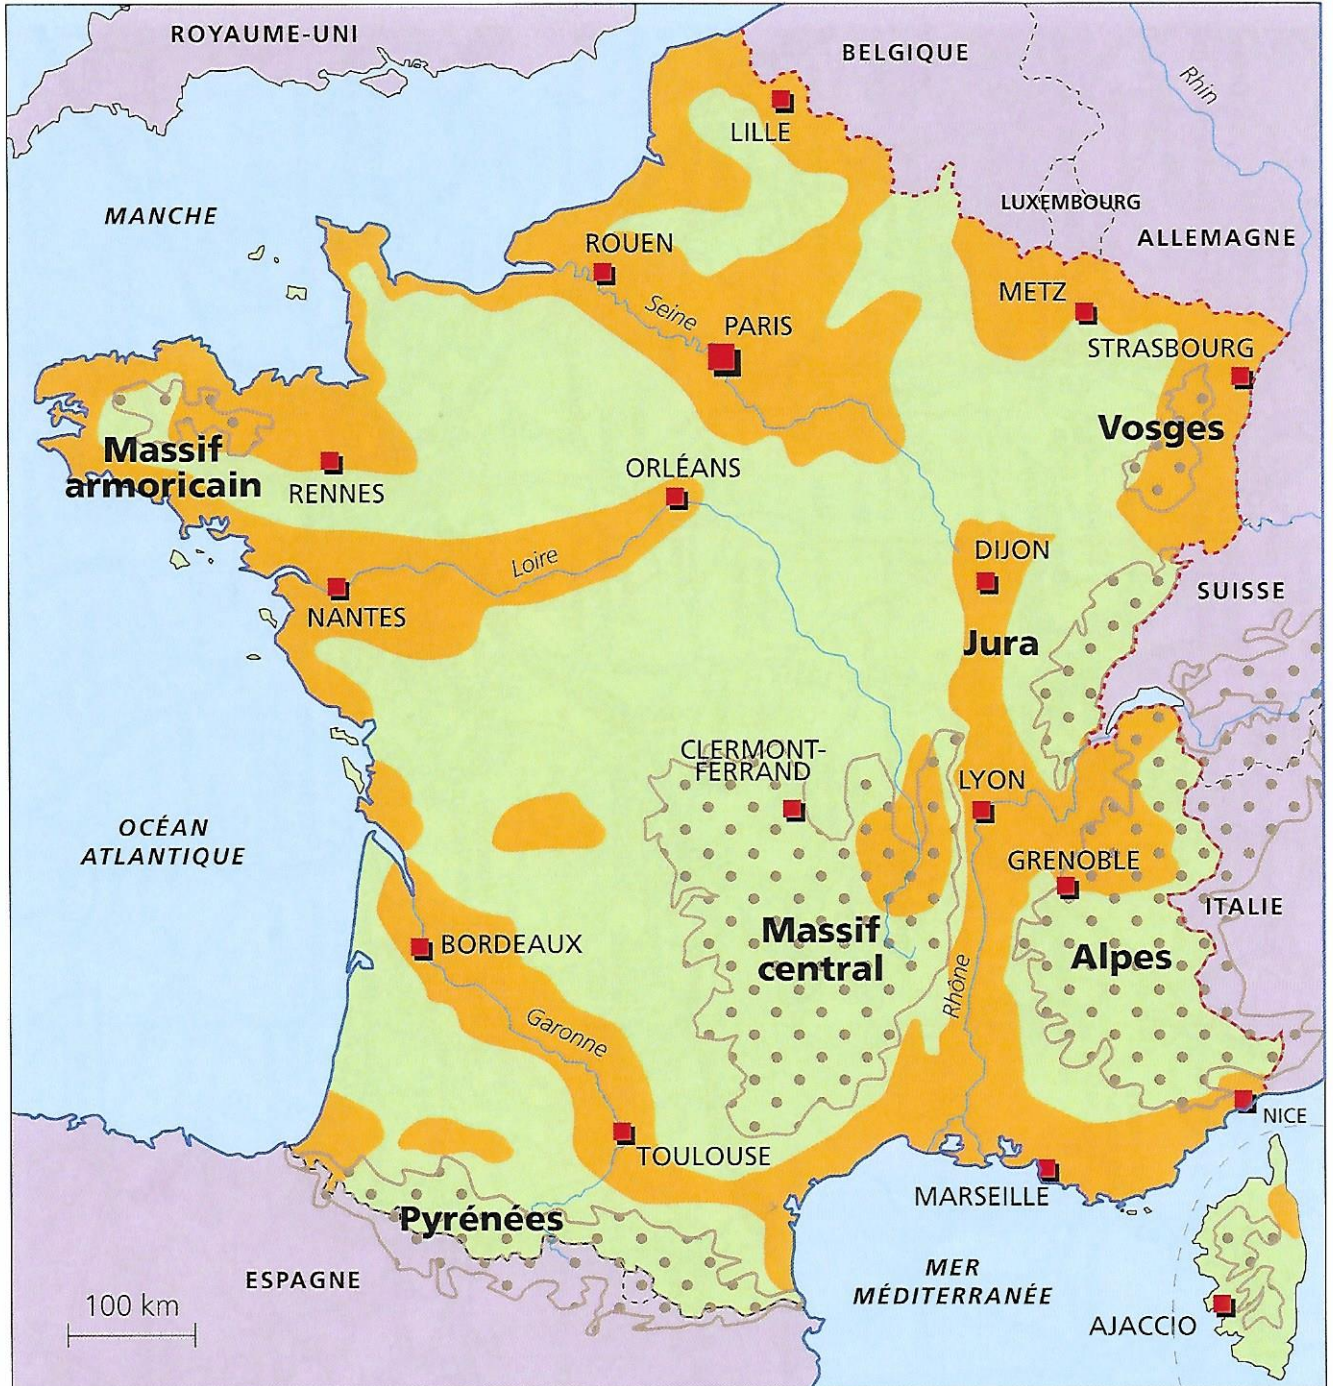 ROYAUME-UNI
BELGIQUE
Rhin
LILLE
MANCHE
LUXEMBOURG
ALLEMAGNE
ROUEN
METZ
Seine
PARIS
STRASBOURG
Vosges
Massif
armoricain
ORLÉANS
RENNES
Loire
DIJON
SUISSE
NANTES
Jura
CLERMONT-
FERRAND
LYON
OCÉAN
ATLANTIQUE
GRENOBLE
ITALIE
BORDEAUX
Massif
central
Alpes
Rhône
Garonne
NICE
TOULOUSE
MARSEILLE
Pyrénées
ESPAGNE
MER
MÉDITERRANÉE
100 km
AJACCIO